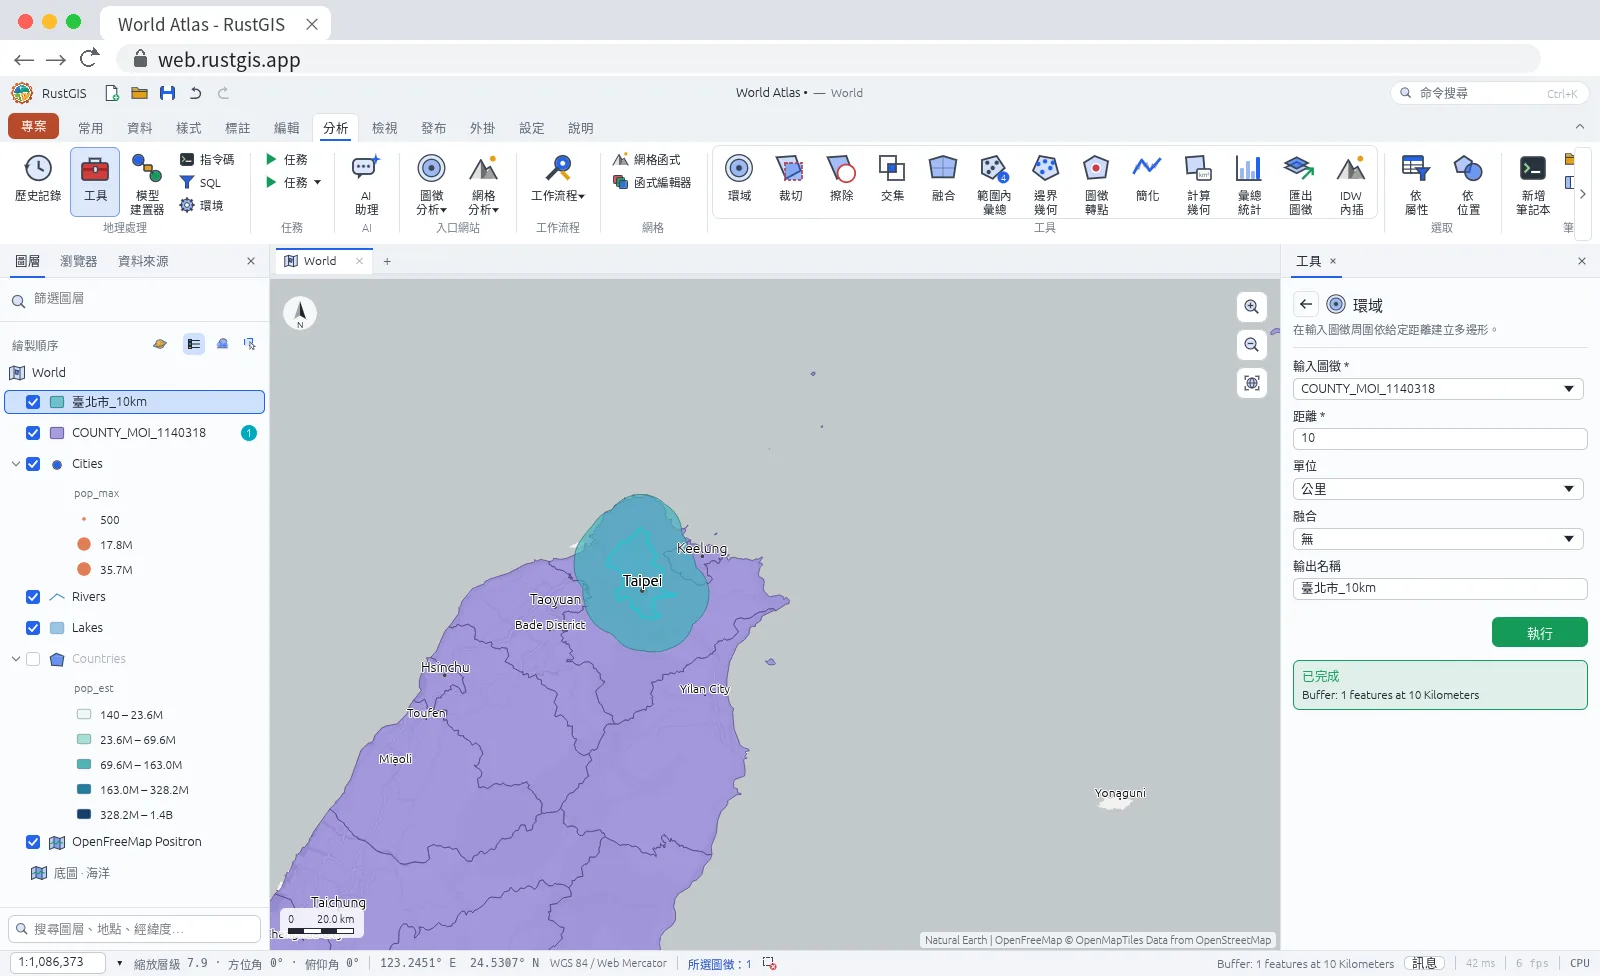 World Atlas - RustGIS
web.rustgis.app
RustGIS
World Atlas • — World
命令搜尋 Ctrl+K
專案 常用 資料 樣式 標註 編輯 分析 檢視 發布 外掛 設定 說明
歷史記錄 工具 模型建置器 指令碼 SQL 環境
地理處理
任務
任務
任務
AI 助理
AI
圖徵分析 網格分析
入口網站
工作流程
工作流程
網格函式
函式編輯器
網格
環域 裁切 擦除 交集 融合 範圍內彙總 邊界幾何 圖徵轉點 簡化 計算幾何 彙總統計 匯出圖徵 IDW 內插
工具
依屬性 依位置
選取
新增筆記本
圖層 瀏覽器 資料來源
篩選圖層
繪製順序
World
臺北市_10km
COUNTY_MOI_1140318 1
Cities
pop_max
500
17.8M
35.7M
Rivers
Lakes
Countries
pop_est
140 – 23.6M
23.6M – 69.6M
69.6M – 163.0M
163.0M – 328.2M
328.2M – 1.4B
OpenFreeMap Positron
底圖 · 海洋
搜尋圖層、地點、經緯度…
World
N
Keelung
Taipei
Taoyuan
Bade District
Hsinchu
Yilan City
Toufen
Miaoli
Yonaguni
Taichung
0 20.0 km
Natural Earth | OpenFreeMap © OpenMapTiles Data from OpenStreetMap
工具
環域
在輸入圖徵周圍依給定距離建立多邊形。
輸入圖徵 *
COUNTY_MOI_1140318
距離 *
10
單位
公里
融合
無
輸出名稱
臺北市_10km
執行
已完成
Buffer: 1 features at 10 Kilometers
1:1,086,373 縮放層級 7.9 · 方位角 0° · 俯仰角 0° 123.2451° E 24.5307° N WGS 84 / Web Mercator 所選圖徵：1 Buffer: 1 features at 10 Kilometers 訊息 42 ms 6 fps CPU